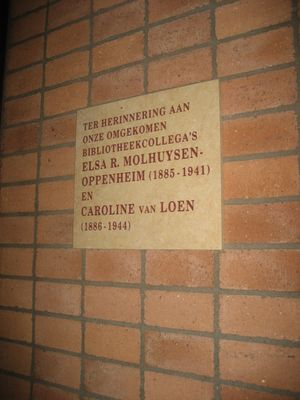 TER HERINNERING AAN
ONZE OMGEKOMEN
BIBLIOTHEEKCOLLEGA'S
ELSA R. MOLHUYSEN-
OPPENHEIM (1885-1941)
EN
CAROLINE VAN LOEN
(1886-1944)